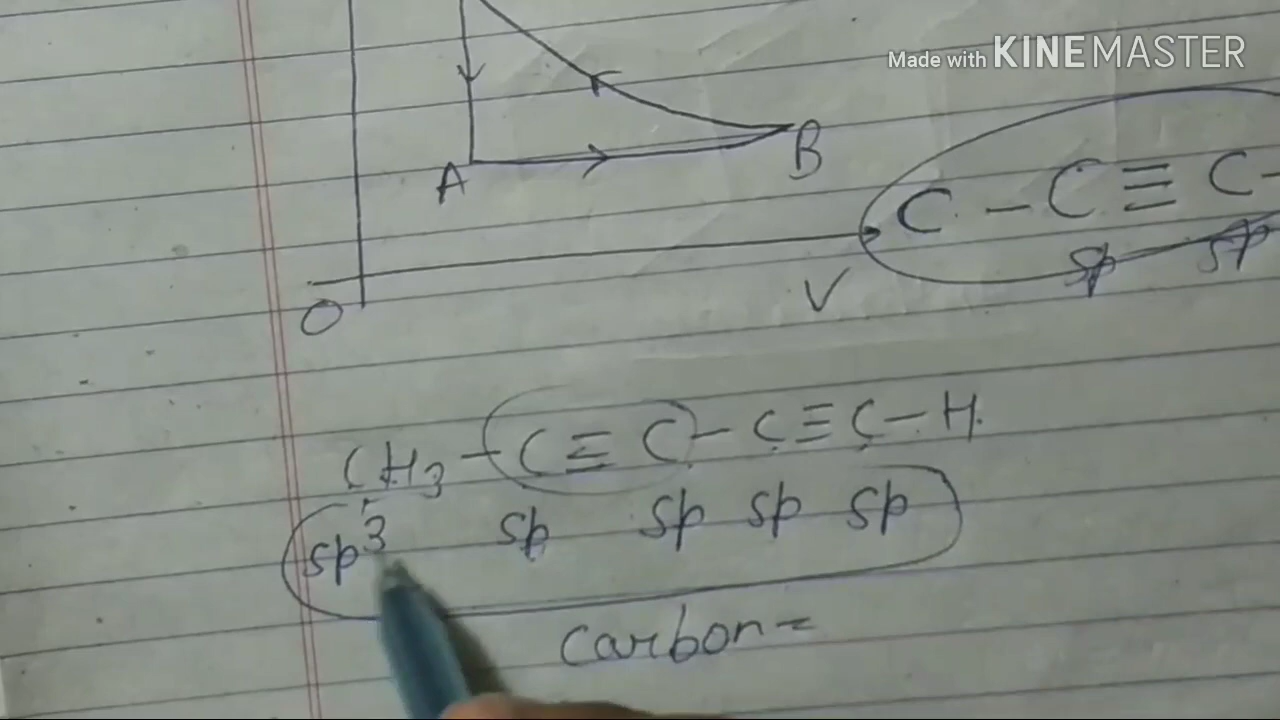 Made with KINEMASTER
A
B
C - C ≡ C -
sp sp
O
V
CH3 - C ≡ C - C ≡ C - H
sp3 sp sp sp sp
carbon =